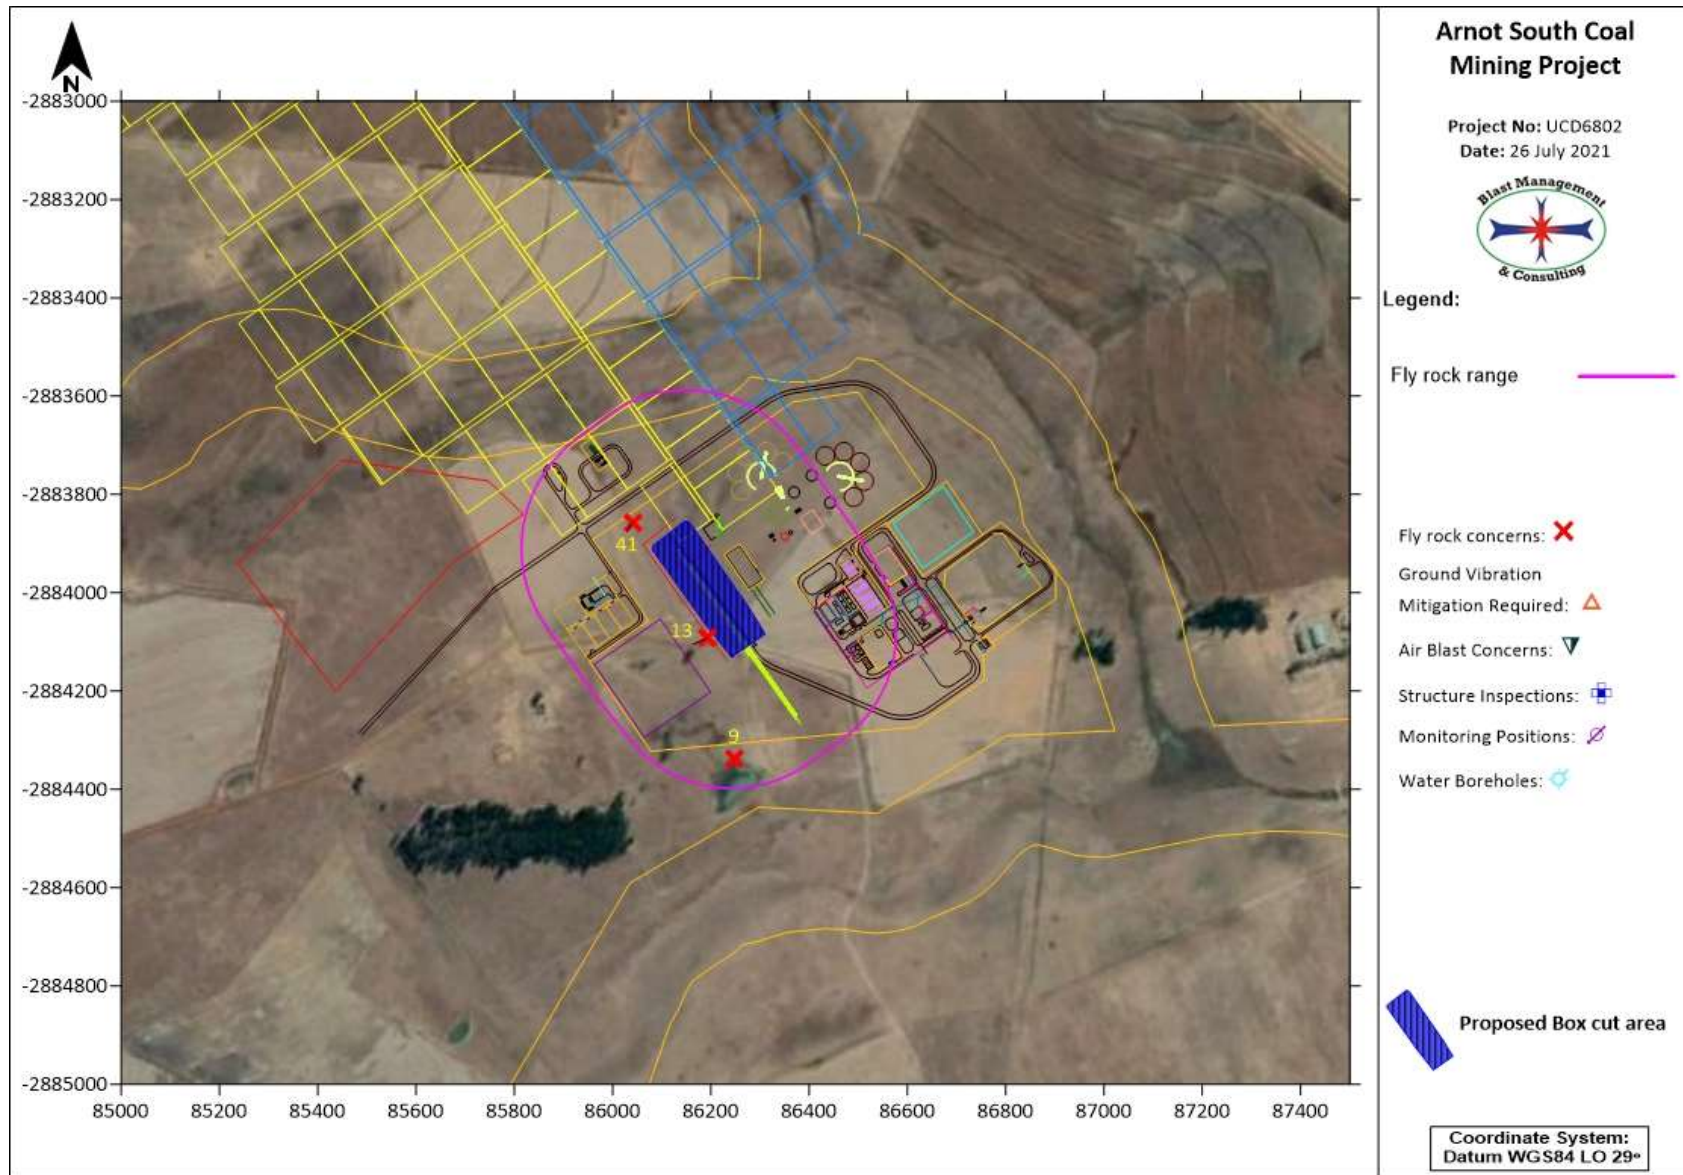 N
-2883000
-2883200
-2883400
-2883600
-2883800
-2884000
-2884200
-2884400
-2884600
-2884800
-2885000
85000 85200 85400 85600 85800 86000 86200 86400 86600 86800 87000 87200 87400
41
13
9
Arnot South Coal
Mining Project
Project No: UCD6802
Date: 26 July 2021
Blast Management
& Consulting
Legend:
Fly rock range
Fly rock concerns:
Ground Vibration
Mitigation Required:
Air Blast Concerns:
Structure Inspections:
Monitoring Positions:
Water Boreholes:
Proposed Box cut area
Coordinate System:
Datum WGS84 LO 29°